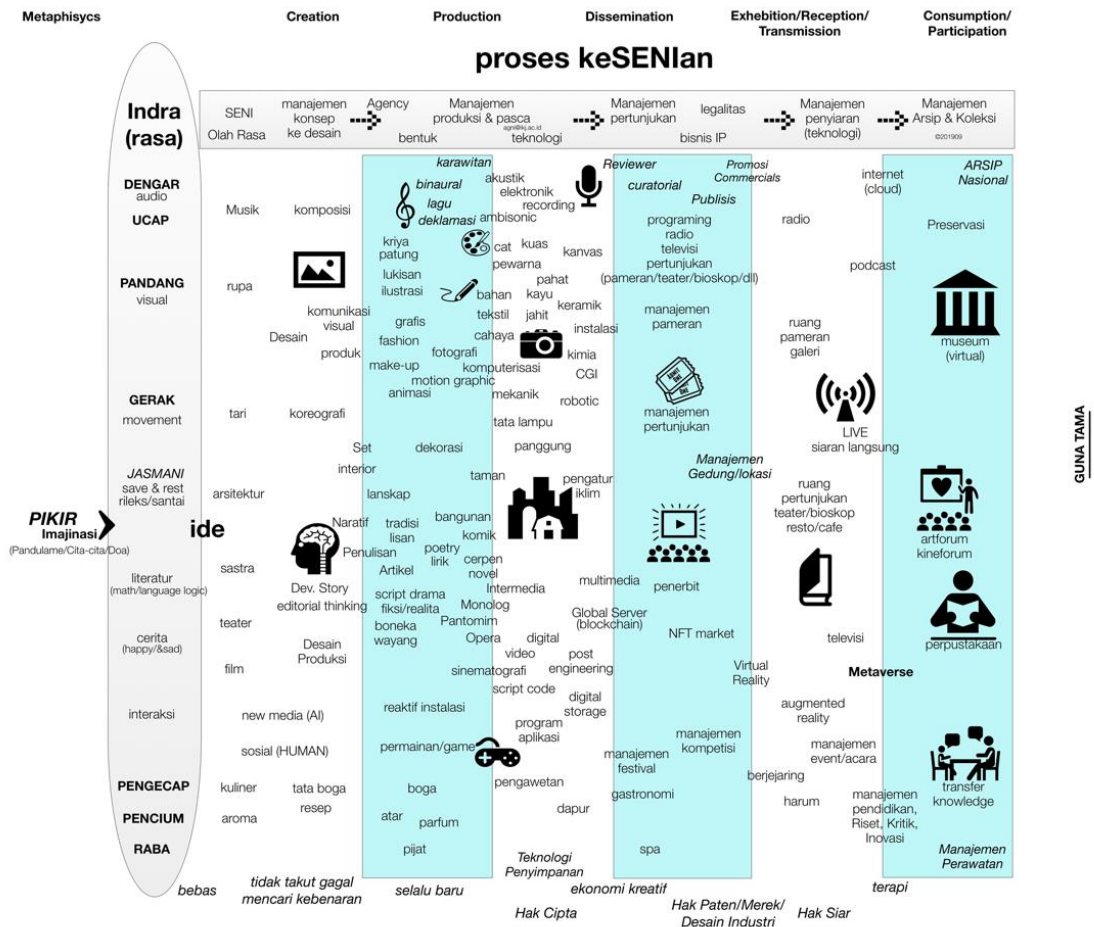 Metaphisycs
Creation
Production
Dissemination
Exhebition/Reception/
Transmission
Consumption/
Participation
proses keSENIan
Indra
(rasa)
SENI
Olah Rasa
manajemen
konsep
ke desain
Agency
bentuk
Manajemen
produksi & pasca
agni@ikj.ac.id
teknologi
Manajemen
pertunjukan
legalitas
bisnis IP
Manajemen
penyiaran
(teknologi)
Manajemen
Arsip & Koleksi
©201909
DENGAR
audio
UCAP
Musik
komposisi
karawitan
binaural
lagu
deklamasi
akustik
elektronik
recording
ambisonic
Reviewer
curatorial
Publisis
Promosi
Commercials
programing
radio
televisi
pertunjukan
(pameran/teater/bioskop/dll)
internet
(cloud)
radio
podcast
ARSIP
Nasional
Preservasi
PANDANG
visual
rupa
kriya
patung
lukisan
ilustrasi
cat
kuas
kanvas
pewarna
pahat
bahan
kayu
keramik
tekstil
jahit
instalasi
komunikasi
visual
Desain
produk
grafis
fashion
fotografi
make-up
komputerisasi
motion graphic
animasi
cahaya
kimia
CGI
mekanik
robotic
manajemen
pameran
ruang
pameran
galeri
museum
(virtual)
GERAK
movement
tari
koreografi
tata lampu
manajemen
pertunjukan
LIVE
siaran langsung
GUNA TAMA
Set
dekorasi
panggung
interior
JASMANI
save & rest
rileks/santai
arsitektur
lanskap
taman
pengatur
iklim
Manajemen
Gedung/lokasi
ruang
pertunjukan
teater/bioskop
resto/cafe
artforum
kineforum
PIKIR
Imajinasi
(Pandulame/Cita-cita/Doa)
ide
Naratif
tradisi
lisan
bangunan
komik
Penulisan
poetry
lirik
cerpen
novel
Artikel
sastra
literatur
(math/language logic)
Dev. Story
editorial thinking
script drama
fiksi/realita
Intermedia
Monolog
Pantomim
multimedia
penerbit
teater
boneka
wayang
Opera
digital
Global Server
(blockchain)
NFT market
televisi
perpustakaan
cerita
(happy/&sad)
Desain
Produksi
film
video
sinematografi
post
engineering
Virtual
Reality
Metaverse
script code
digital
storage
augmented
reality
interaksi
new media (AI)
reaktif instalasi
program
aplikasi
sosial (HUMAN)
permainan/game
manajemen
kompetisi
manajemen
festival
manajemen
event/acara
berjejaring
transfer
knowledge
PENGECAP
kuliner
tata boga
resep
boga
pengawetan
gastronomi
dapur
harum
manajemen
pendidikan,
Riset, Kritik,
Inovasi
PENCIUM
aroma
atar
parfum
RABA
pijat
Teknologi
Penyimpanan
spa
Manajemen
Perawatan
bebas
tidak takut gagal
mencari kebenaran
selalu baru
ekonomi kreatif
terapi
Hak Cipta
Hak Paten/Merek/
Desain Industri
Hak Siar